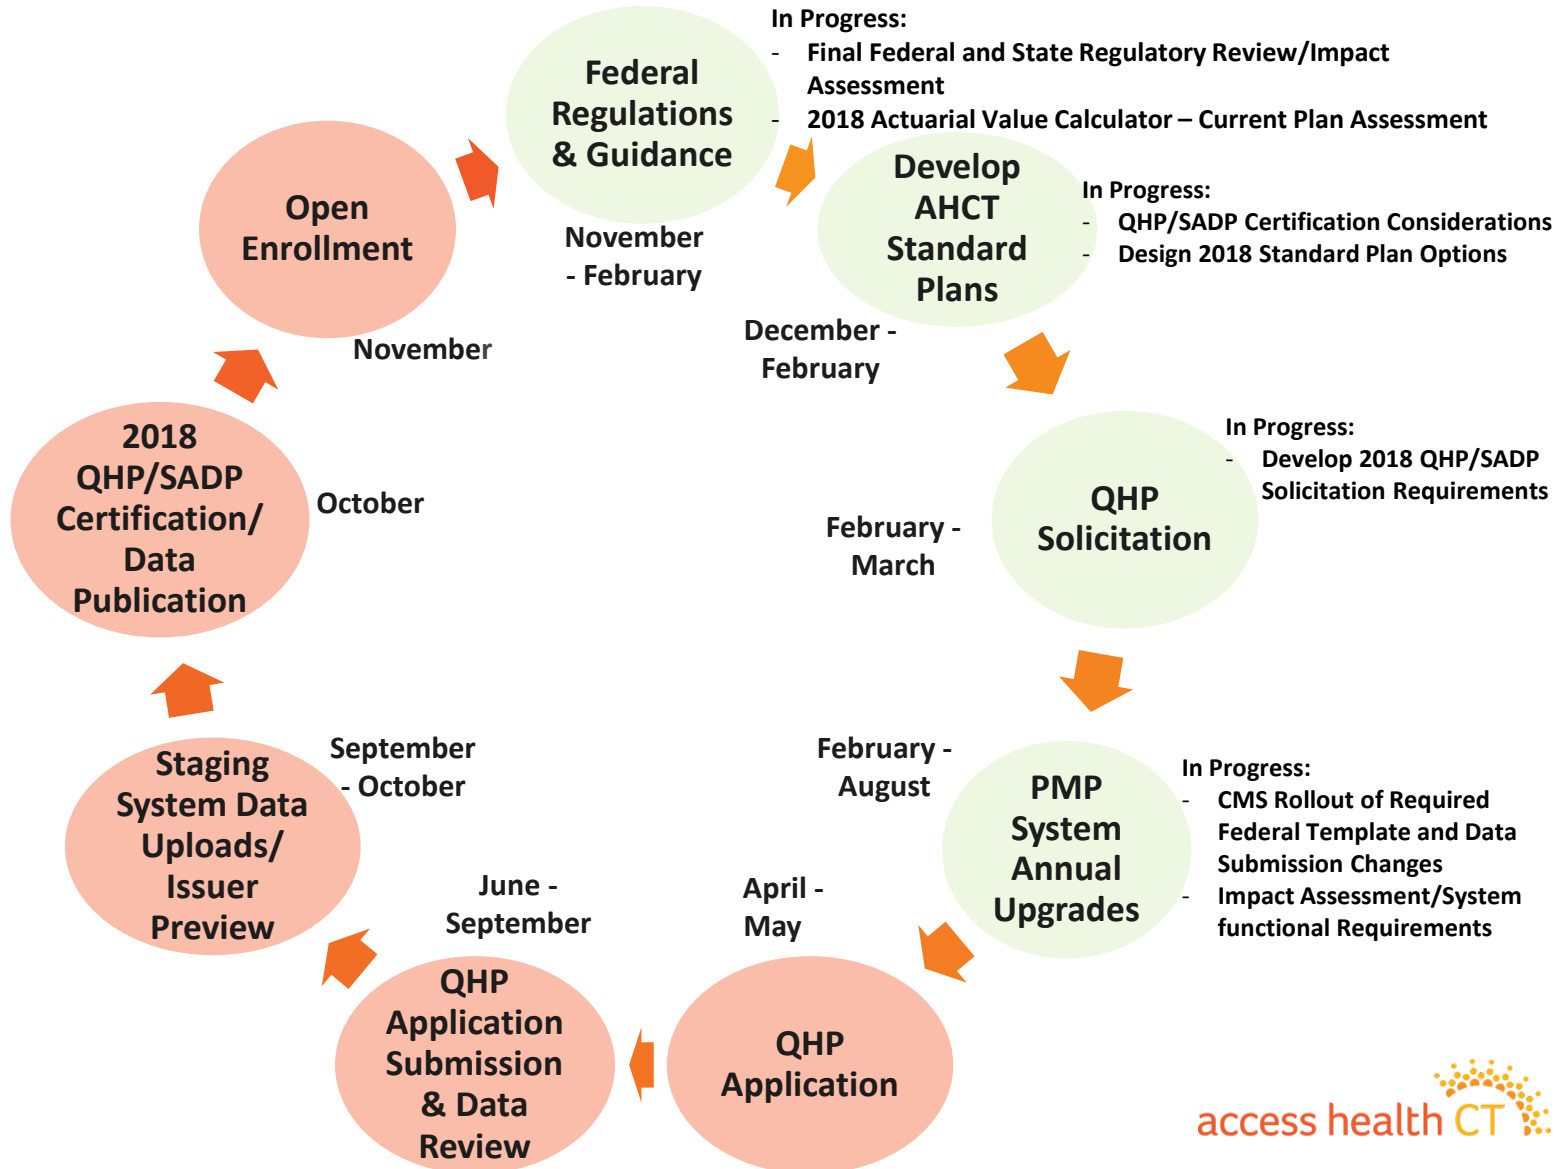 Federal
Regulations
& Guidance
November
- February
In Progress:
- Final Federal and State Regulatory Review/Impact
Assessment
- 2018 Actuarial Value Calculator – Current Plan Assessment
Develop
AHCT
Standard
Plans
December -
February
In Progress:
- QHP/SADP Certification Considerations
- Design 2018 Standard Plan Options
QHP
Solicitation
February -
March
In Progress:
- Develop 2018 QHP/SADP
Solicitation Requirements
PMP
System
Annual
Upgrades
February -
August
In Progress:
- CMS Rollout of Required
Federal Template and Data
Submission Changes
- Impact Assessment/System
functional Requirements
QHP
Application
April -
May
QHP
Application
Submission
& Data
Review
June -
September
Staging
System Data
Uploads/
Issuer
Preview
September
- October
2018
QHP/SADP
Certification/
Data
Publication
October
Open
Enrollment
November
access health CT